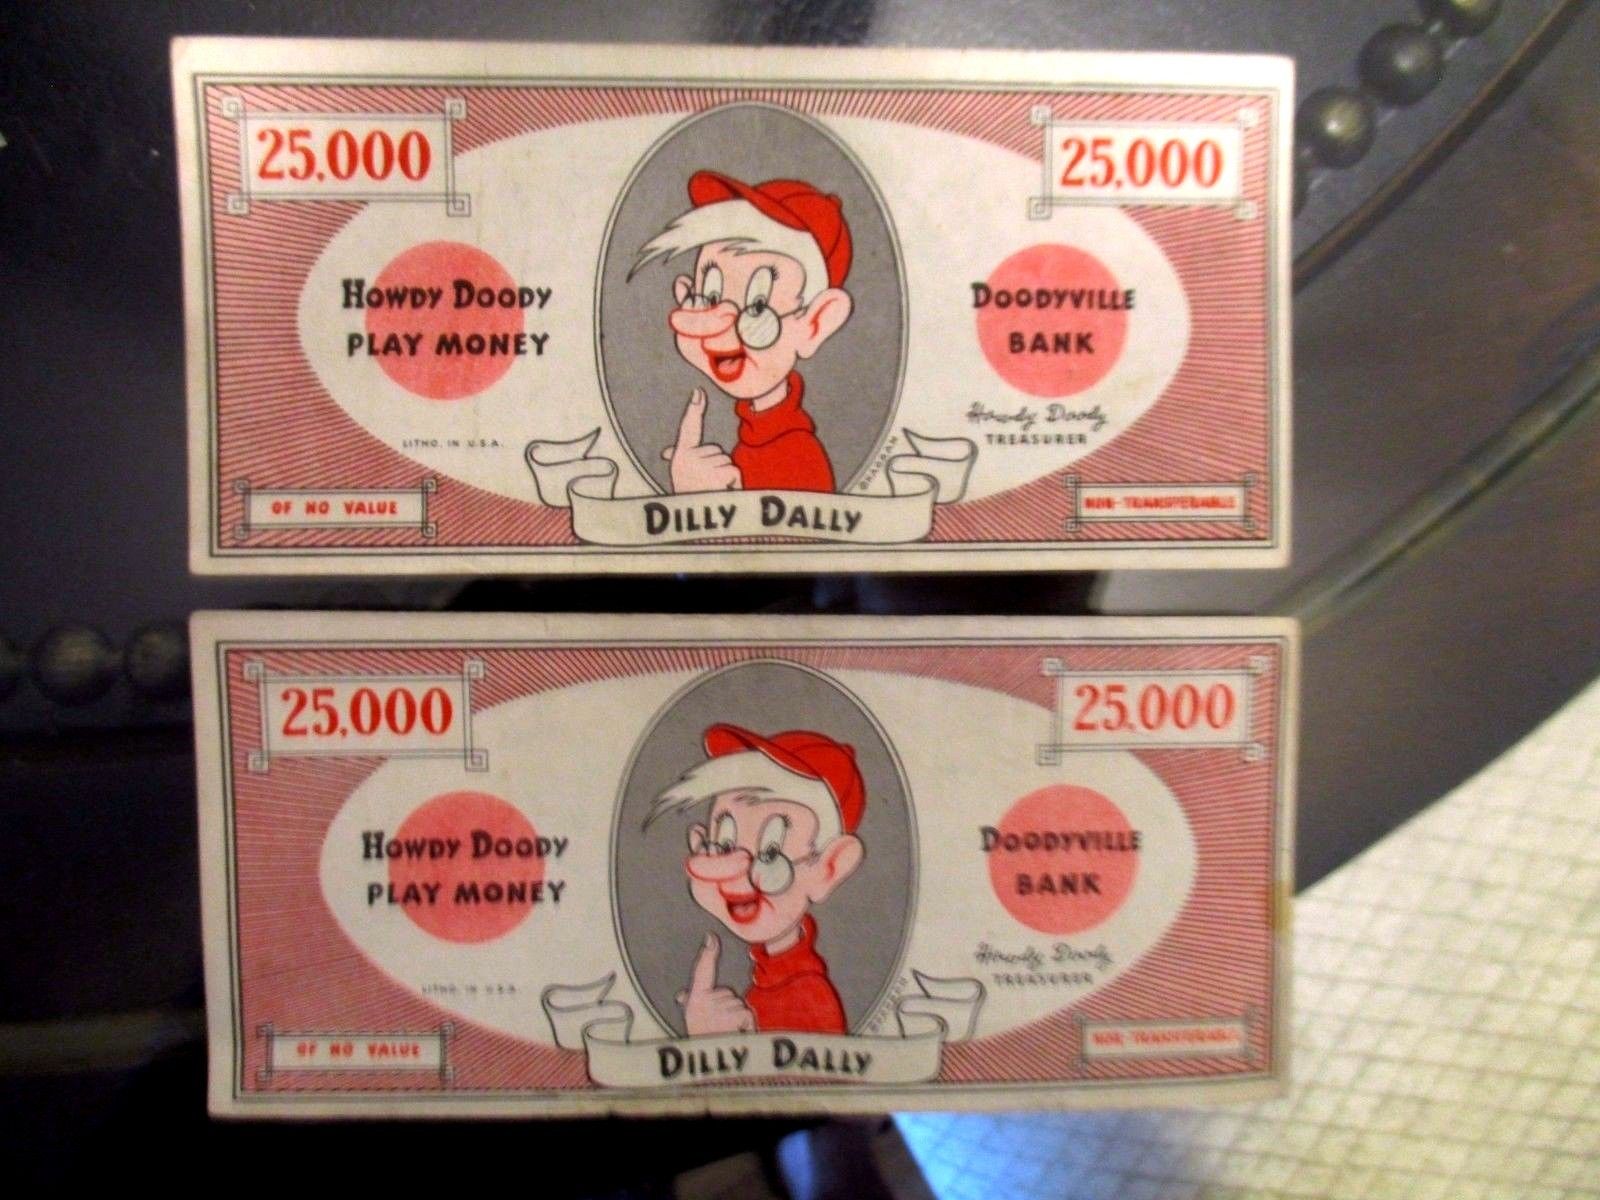 25,000
25,000
HOWDY DOODY
PLAY MONEY
DOODYVILLE
BANK
Howdy Doody
TREASURER
LITHO. IN U.S.A.
OF NO VALUE
DILLY DALLY
NON-TRANSFERABLE
25,000
25,000
HOWDY DOODY
PLAY MONEY
DOODYVILLE
BANK
Howdy Doody
TREASURER
LITHO. IN U.S.A.
OF NO VALUE
DILLY DALLY
NON-TRANSFERABLE